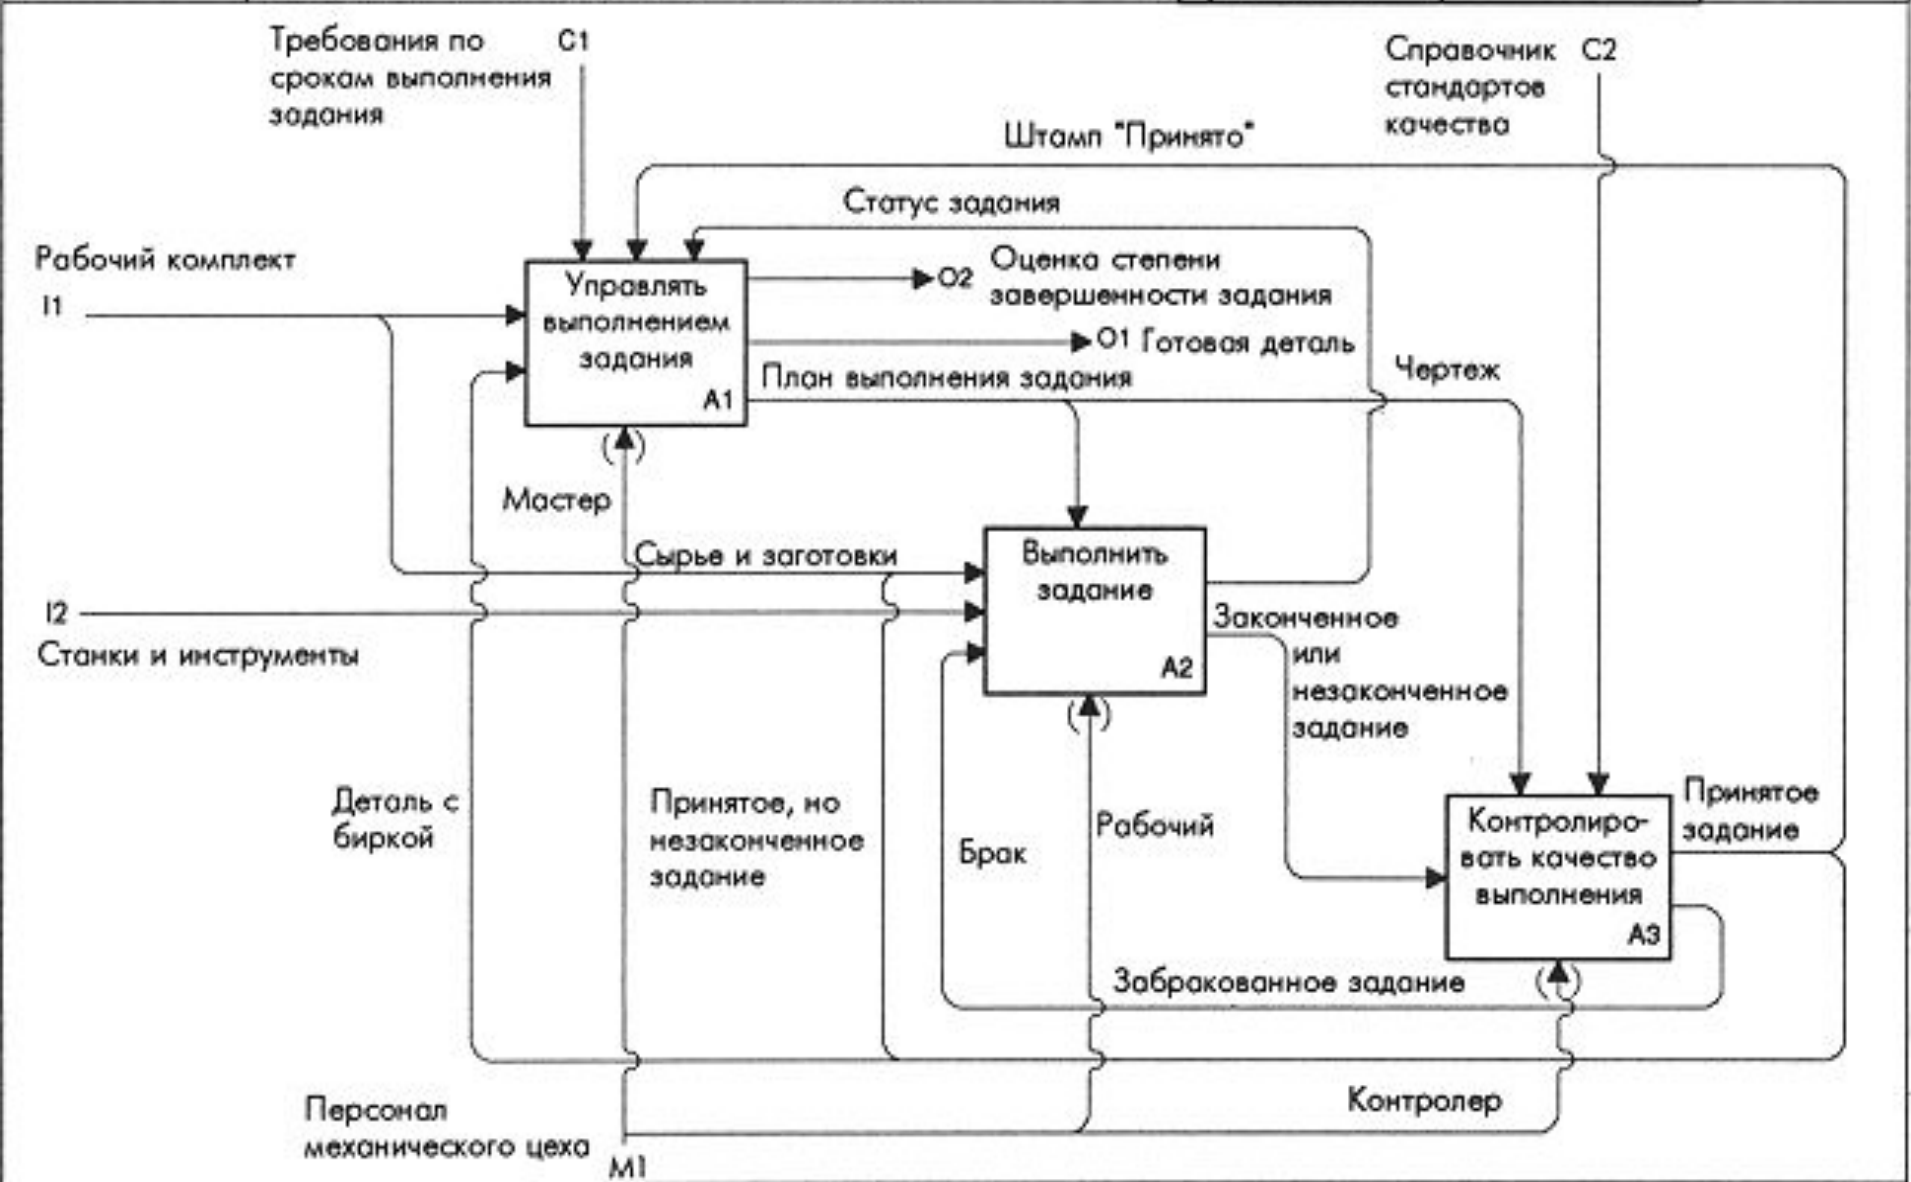 Требования по
срокам выполнения
задания
C1
Справочник
стандартов
качества
C2
Штамп "Принято"
Статус задания
Рабочий комплект
I1
Управлять
выполнением
задания
A1
O2
Оценка степени
завершенности задания
O1 Готовая деталь
План выполнения задания
Чертеж
Мастер
Сырье и заготовки
I2
Станки и инструменты
Выполнить
задание
A2
Законченное
или
незаконченное
задание
Деталь с
биркой
Принятое, но
незаконченное
задание
Брак
Рабочий
Контролиро-
вать качество
выполнения
A3
Принятое
задание
Забракованное задание
Контролер
Персонал
механического цеха
M1